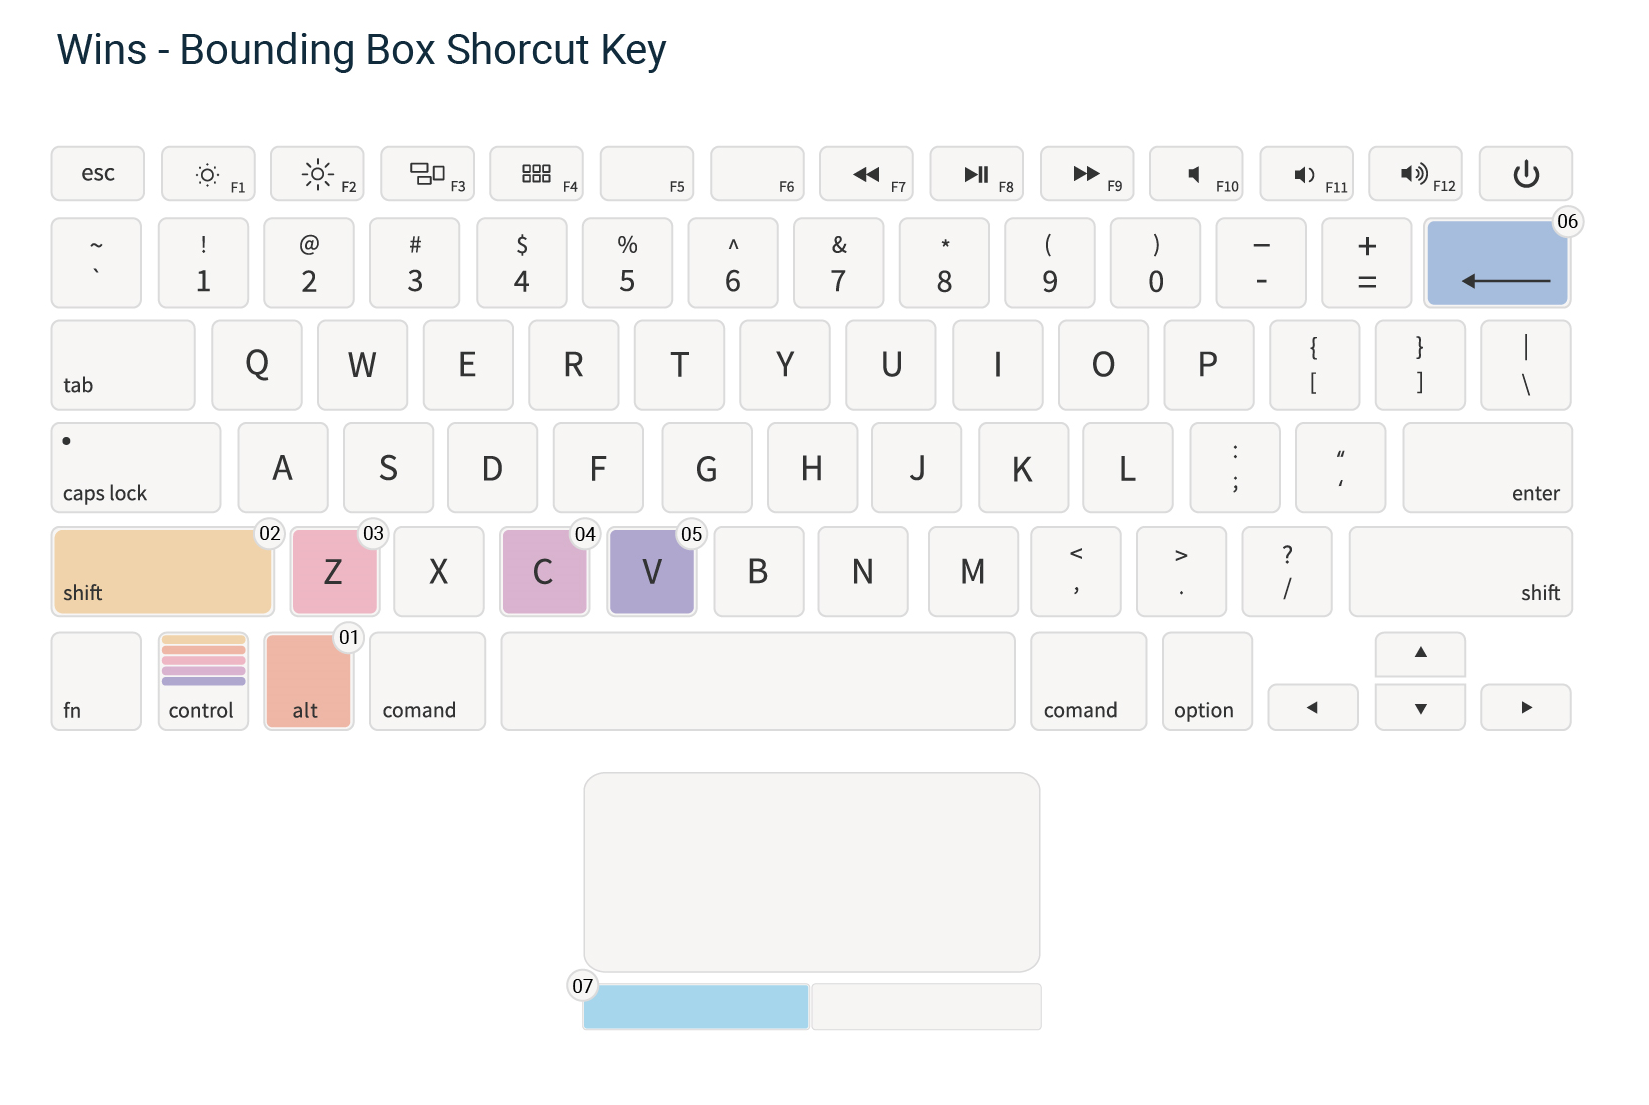 Wins - Bounding Box Shorcut Key
esc F1 F2 F3 F4 F5 F6 F7 F8 F9 F10 F11 F12
06
~ ! @ # $ % ^ & * ( ) – +
` 1 2 3 4 5 6 7 8 9 0 - =
Q W E R T Y U I O P { } |
tab [ ] \
A S D F G H J K L : “
caps lock ; ‘ enter
02 03 04 05
Z X C V B N M < > ?
shift , . / shift
01
fn control alt comand comand option
07